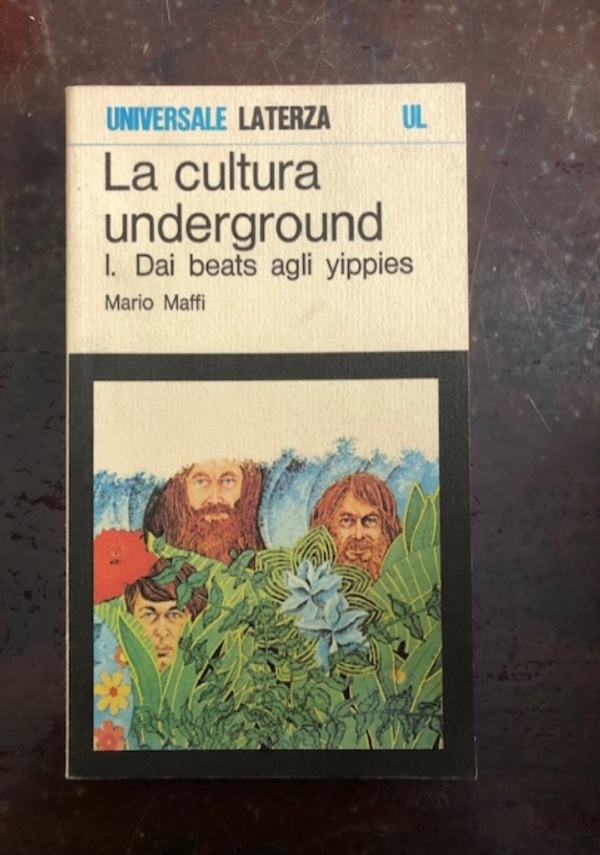 UNIVERSALE LATERZA UL
La cultura
underground
I. Dai beats agli yippies
Mario Maffi